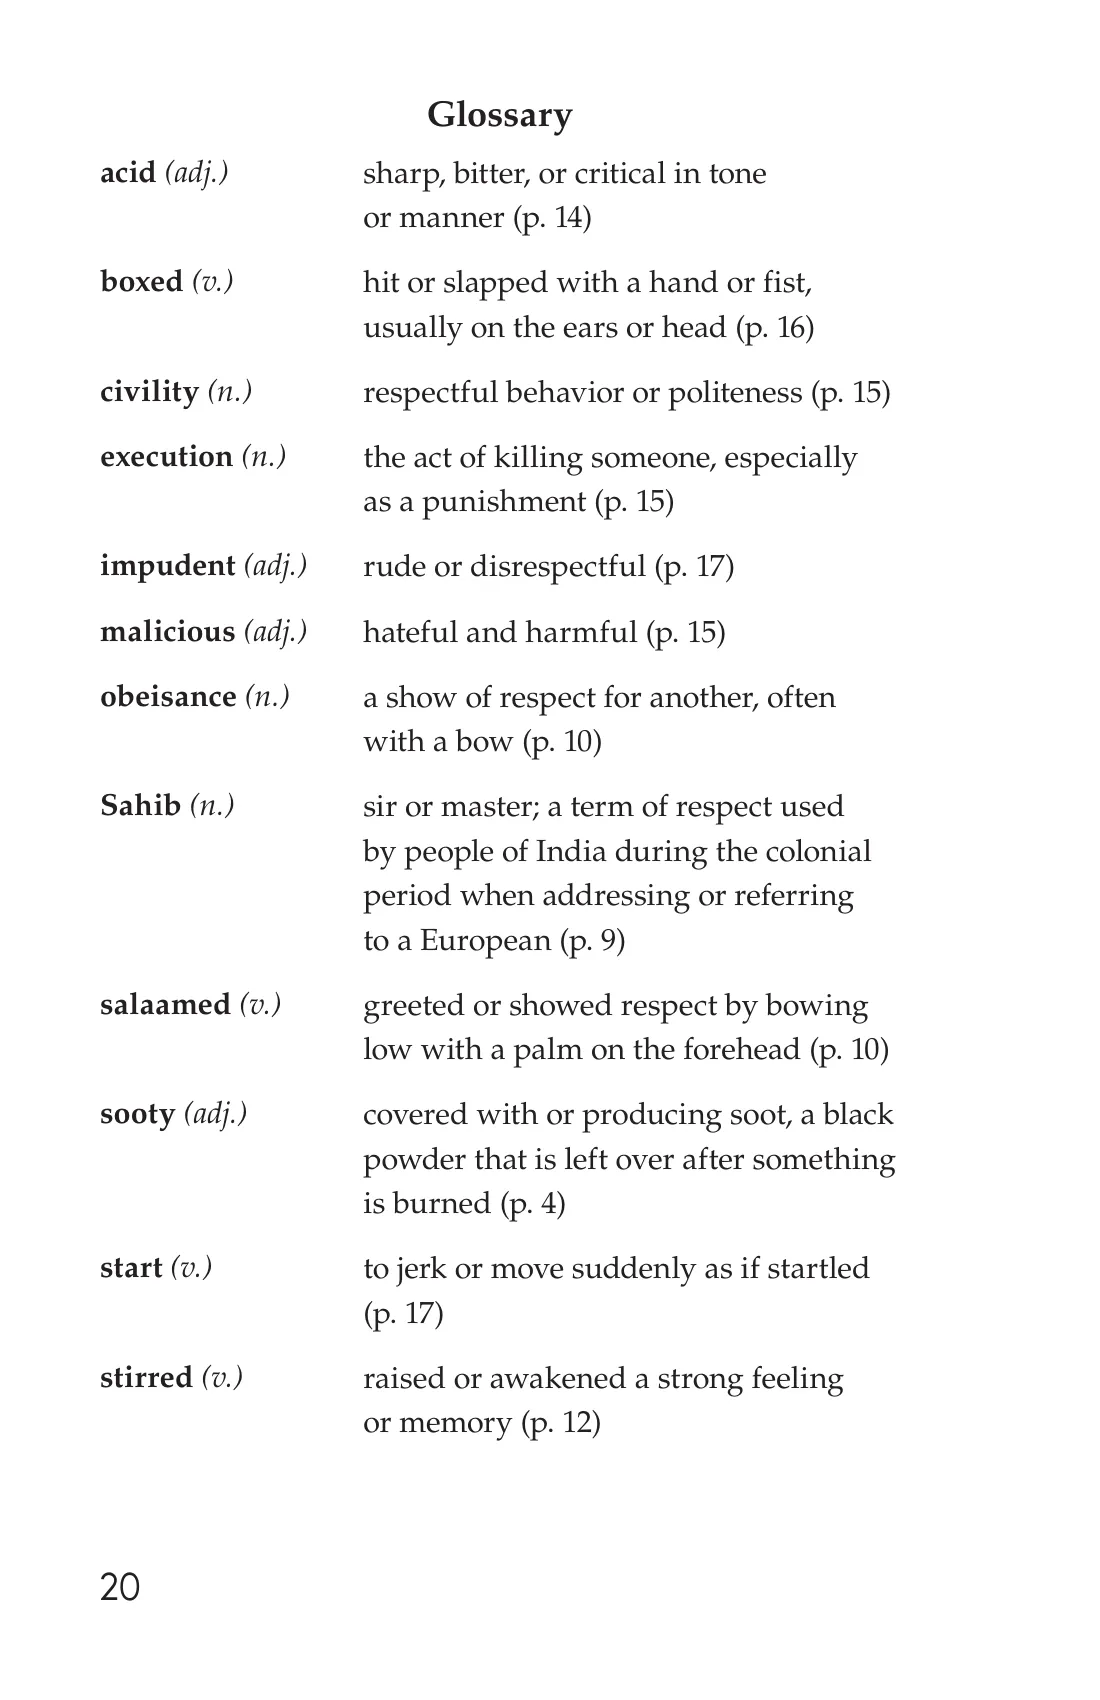 Glossary
acid (adj.) sharp, bitter, or critical in tone
or manner (p. 14)
boxed (v.) hit or slapped with a hand or fist,
usually on the ears or head (p. 16)
civility (n.) respectful behavior or politeness (p. 15)
execution (n.) the act of killing someone, especially
as a punishment (p. 15)
impudent (adj.) rude or disrespectful (p. 17)
malicious (adj.) hateful and harmful (p. 15)
obeisance (n.) a show of respect for another, often
with a bow (p. 10)
Sahib (n.) sir or master; a term of respect used
by people of India during the colonial
period when addressing or referring
to a European (p. 9)
salaamed (v.) greeted or showed respect by bowing
low with a palm on the forehead (p. 10)
sooty (adj.) covered with or producing soot, a black
powder that is left over after something
is burned (p. 4)
start (v.) to jerk or move suddenly as if startled
(p. 17)
stirred (v.) raised or awakened a strong feeling
or memory (p. 12)
20